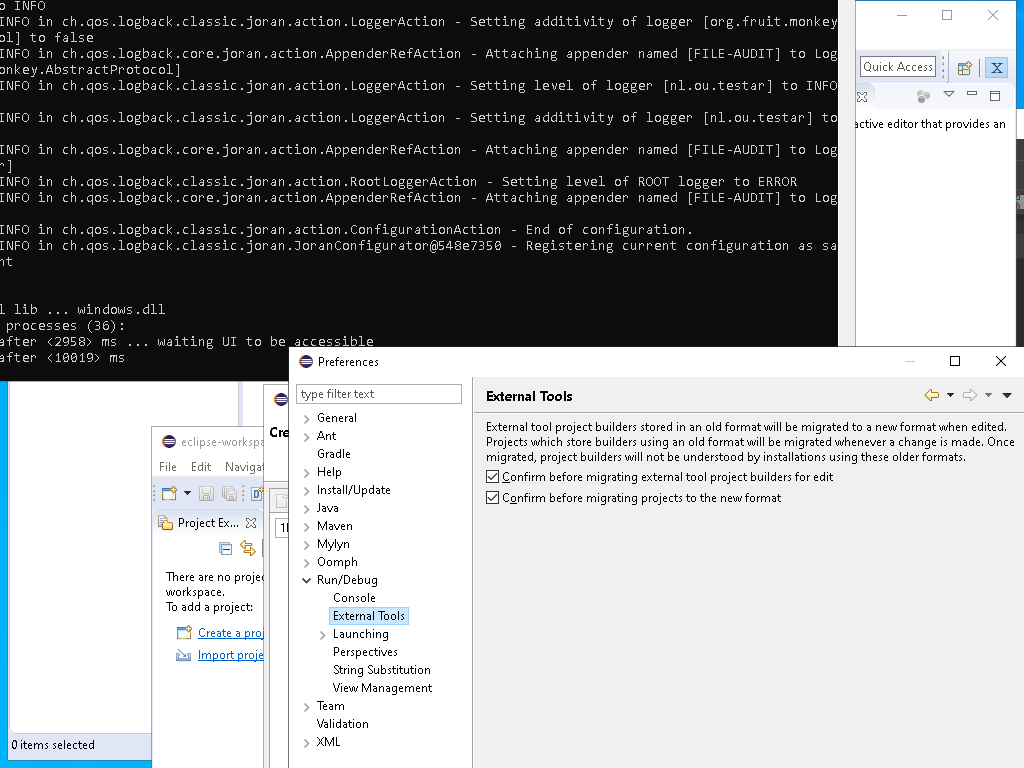 o INFO
INFO in ch.qos.logback.classic.joran.action.LoggerAction - Setting additivity of logger [org.fruit.monkey
ol] to false
INFO in ch.qos.logback.core.joran.action.AppenderRefAction - Attaching appender named [FILE-AUDIT] to Log
onkey.AbstractProtocol]
INFO in ch.qos.logback.classic.joran.action.LoggerAction - Setting level of logger [nl.ou.testar] to INFO
INFO in ch.qos.logback.classic.joran.action.LoggerAction - Setting additivity of logger [nl.ou.testar] to
INFO in ch.qos.logback.core.joran.action.AppenderRefAction - Attaching appender named [FILE-AUDIT] to Log
r]
INFO in ch.qos.logback.classic.joran.action.RootLoggerAction - Setting level of ROOT logger to ERROR
INFO in ch.qos.logback.core.joran.action.AppenderRefAction - Attaching appender named [FILE-AUDIT] to Log
INFO in ch.qos.logback.classic.joran.action.ConfigurationAction - End of configuration.
INFO in ch.qos.logback.classic.joran.JoranConfigurator@548e7350 - Registering current configuration as sa
nt
l lib ... windows.dll
processes (36):
after <2958> ms ... waiting UI to be accessible
after <10019> ms
Quick Access
active editor that provides an
Preferences
type filter text
General
Ant
Gradle
Help
Install/Update
Java
Maven
Mylyn
Oomph
Run/Debug
Console
External Tools
Launching
Perspectives
String Substitution
View Management
Team
Validation
XML
External Tools
External tool project builders stored in an old format will be migrated to a new format when edited.
Projects which store builders using an old format will be migrated whenever a change is made. Once
migrated, project builders will not be understood by installations using these older formats.
Confirm before migrating external tool project builders for edit
Confirm before migrating projects to the new format
Cre
eclipse-workspa
File Edit Navigat
Project Ex...
There are no projec
workspace.
To add a project:
Create a proj
Import proje
0 items selected